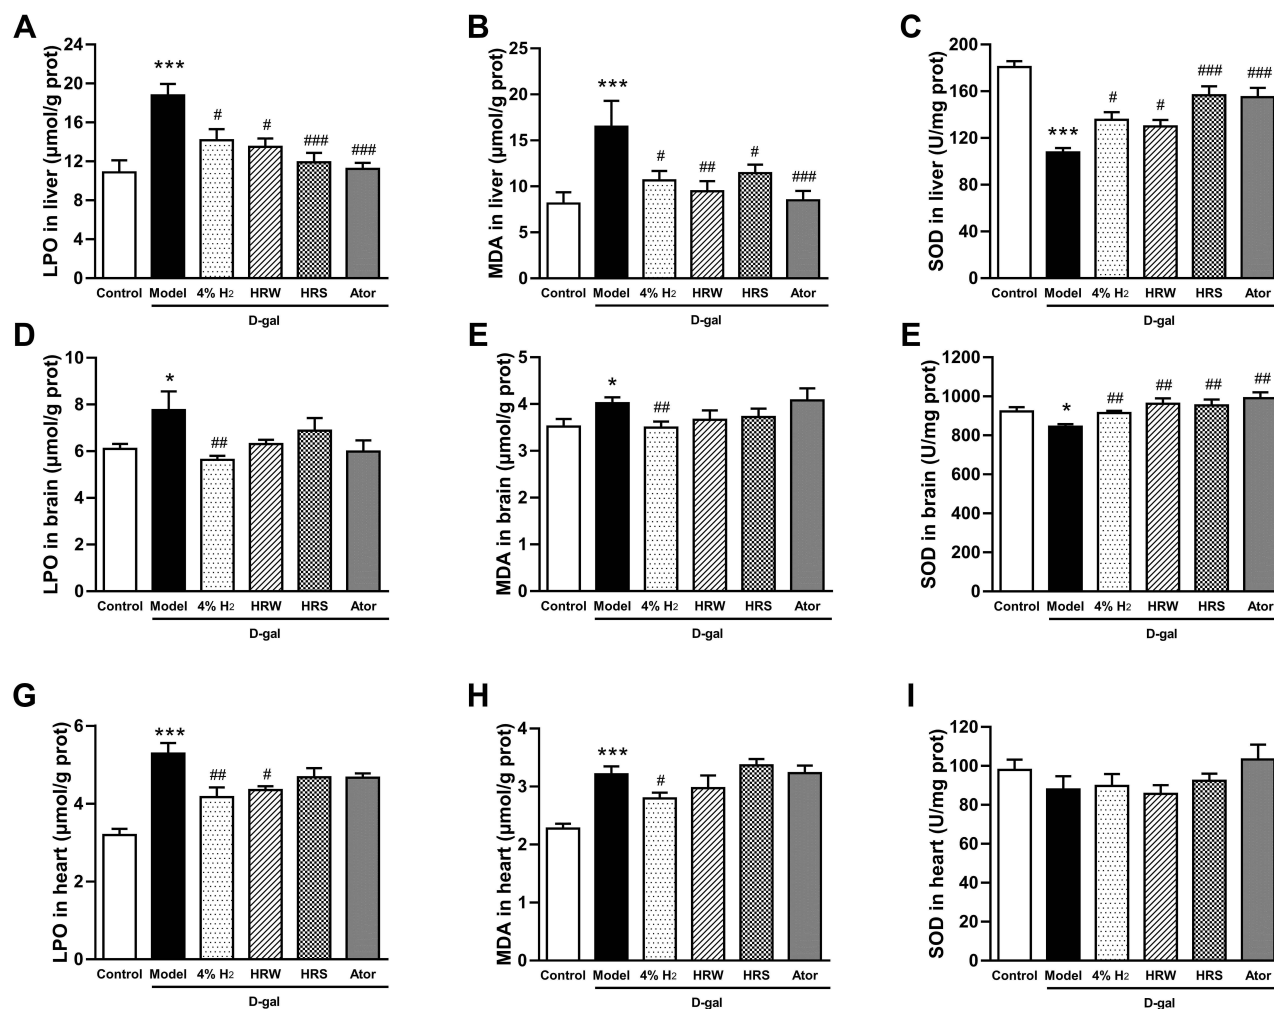 A
LPO in liver (μmol/g prot)
24
20
16
12
8
4
0
***
#
#
###
###
Control Model 4% H2 HRW HRS Ator
D-gal
B
MDA in liver (μmol/g prot)
25
20
15
10
5
0
***
#
##
#
###
Control Model 4% H2 HRW HRS Ator
D-gal
C
SOD in liver (U/mg prot)
200
160
120
80
40
0
***
#
#
###
###
Control Model 4% H2 HRW HRS Ator
D-gal
D
LPO in brain (μmol/g prot)
10
8
6
4
2
0
*
##
Control Model 4% H2 HRW HRS Ator
D-gal
E
MDA in brain (μmol/g prot)
5
4
3
2
1
0
*
##
Control Model 4% H2 HRW HRS Ator
D-gal
E
SOD in brain (U/mg prot)
1200
1000
800
600
400
200
0
*
##
##
##
##
Control Model 4% H2 HRW HRS Ator
D-gal
G
LPO in heart (μmol/g prot)
6
4
2
0
***
##
#
Control Model 4% H2 HRW HRS Ator
D-gal
H
MDA in heart (μmol/g prot)
4
3
2
1
0
***
#
Control Model 4% H2 HRW HRS Ator
D-gal
I
SOD in heart (U/mg prot)
120
100
80
60
40
20
0
Control Model 4% H2 HRW HRS Ator
D-gal